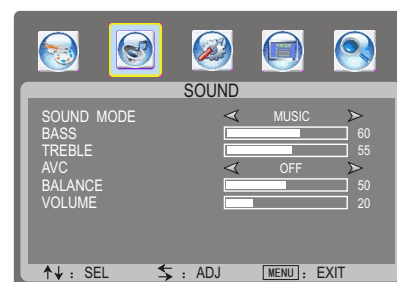 SOUND
SOUND MODE MUSIC
BASS 60
TREBLE 55
AVC OFF
BALANCE 50
VOLUME 20
: SEL : ADJ MENU : EXIT